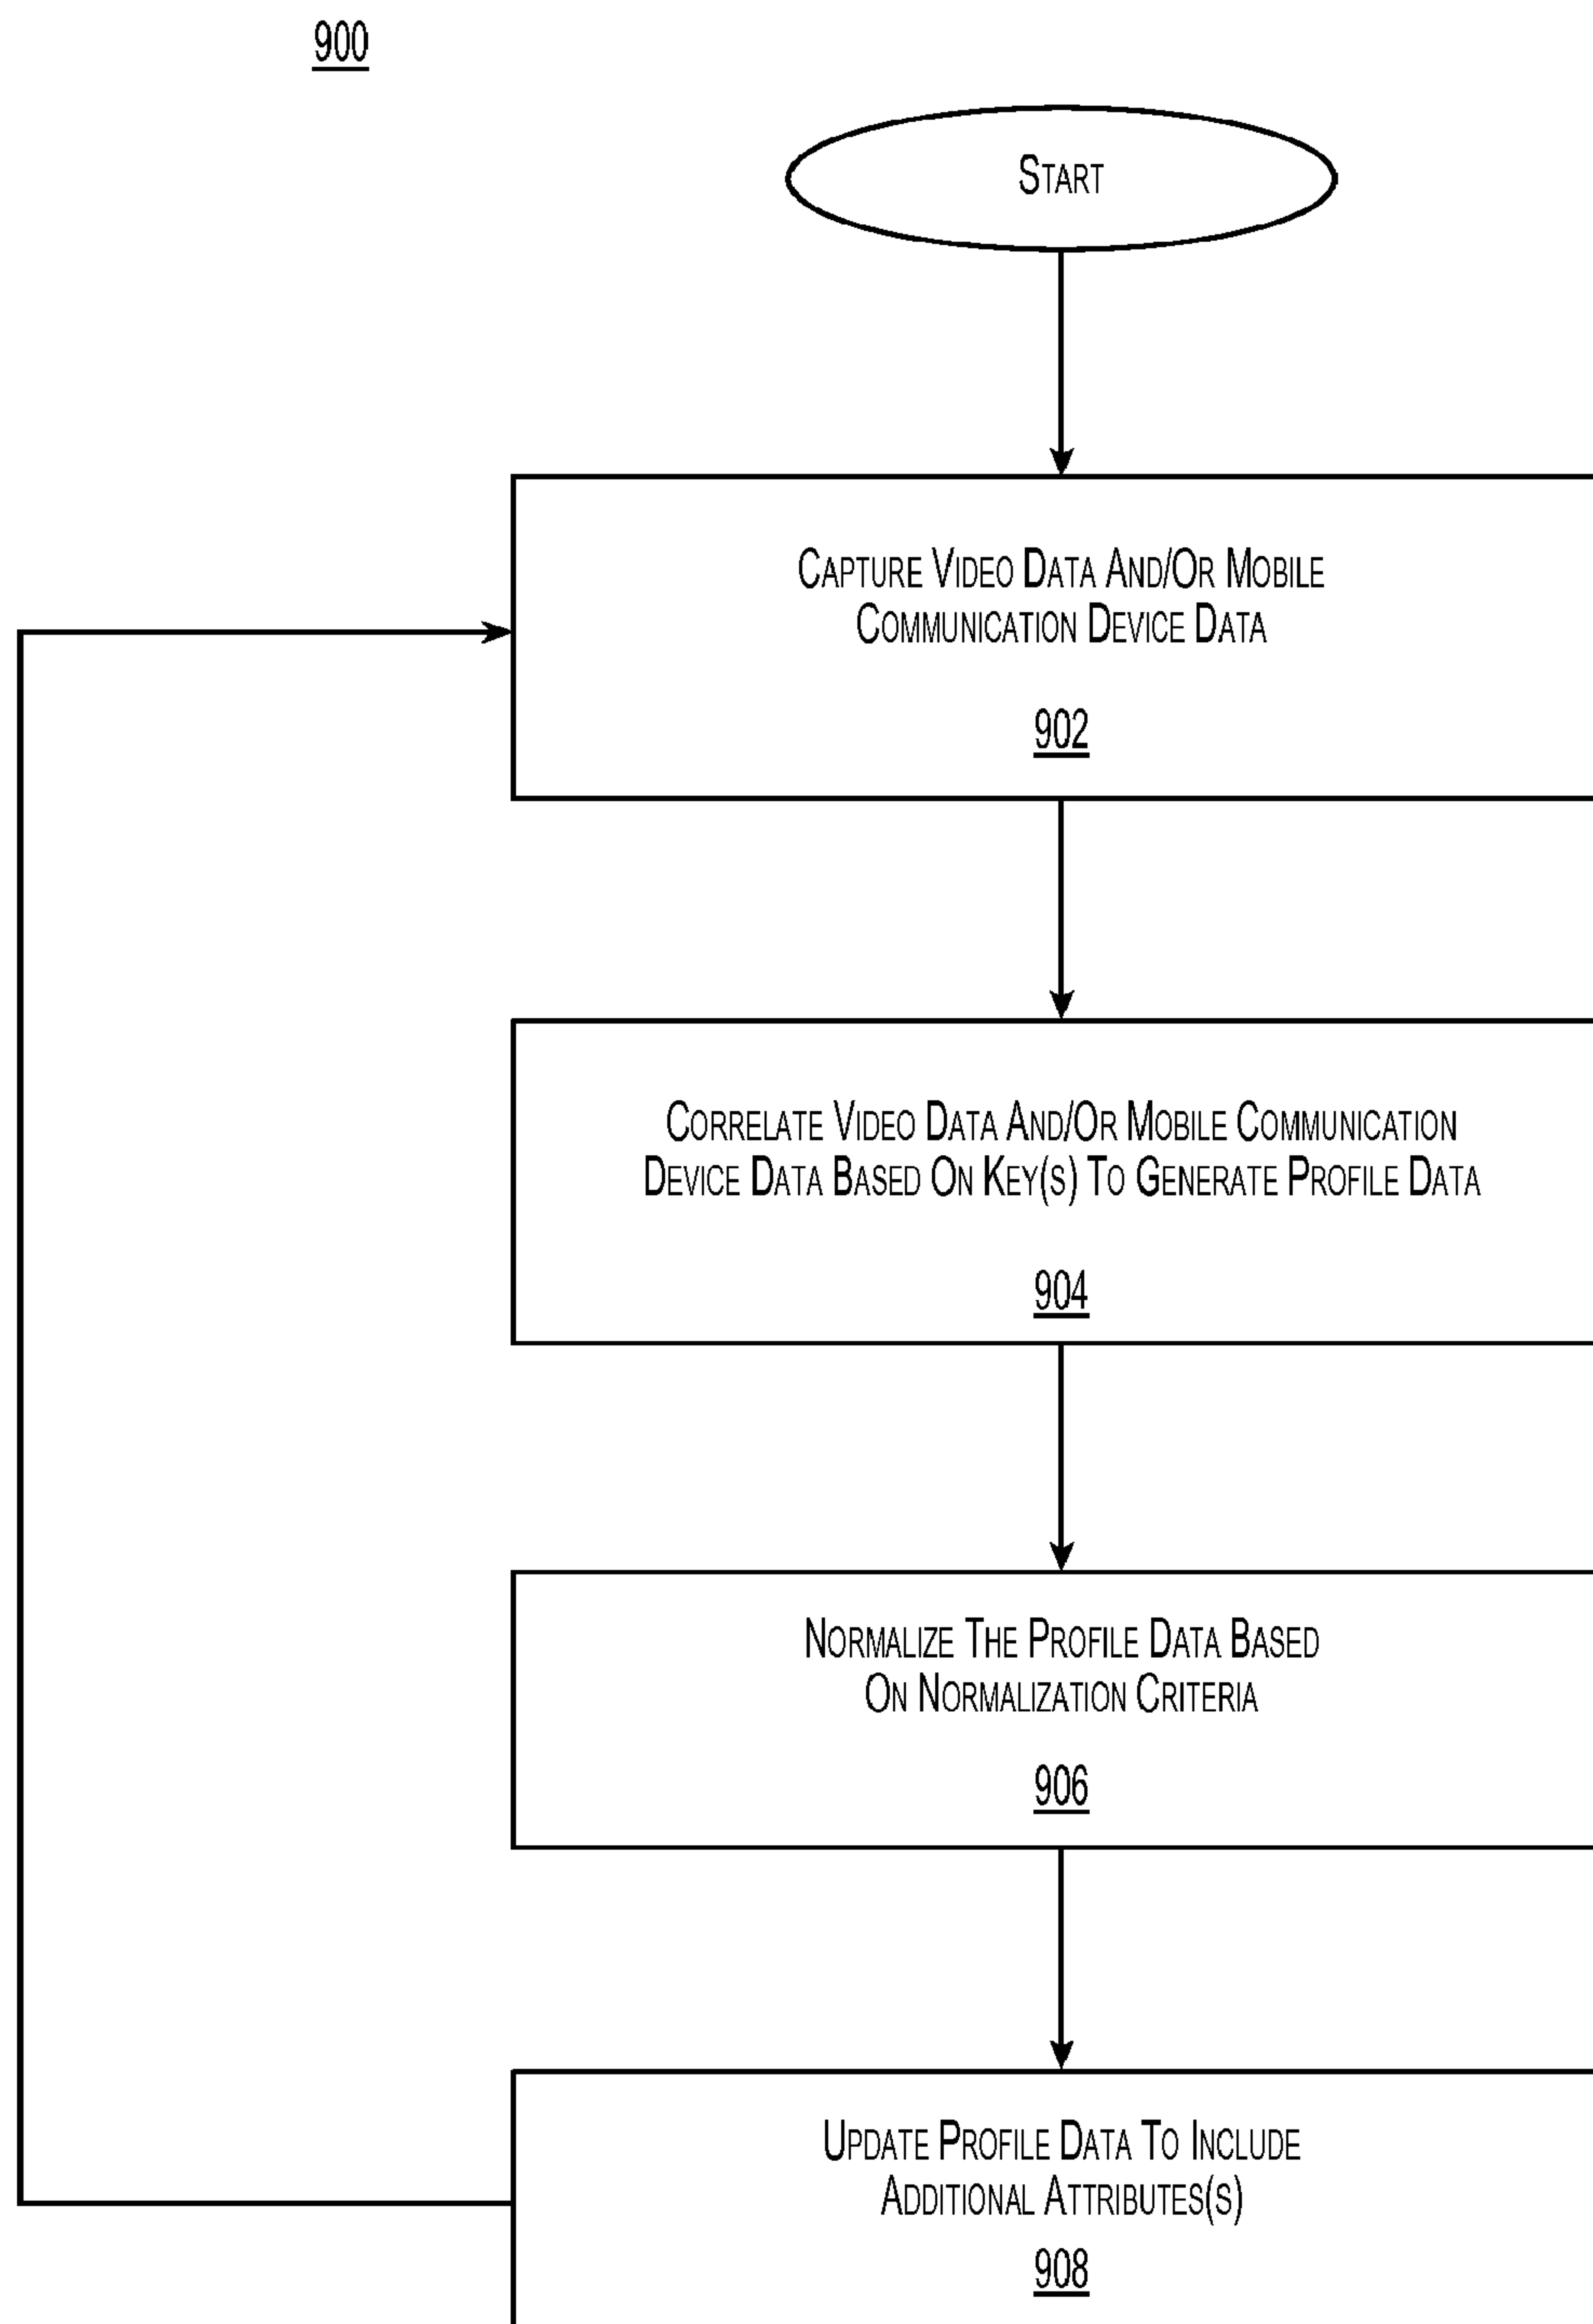 900
START
CAPTURE VIDEO DATA AND/OR MOBILE
COMMUNICATION DEVICE DATA
902
CORRELATE VIDEO DATA AND/OR MOBILE COMMUNICATION
DEVICE DATA BASED ON KEY(S) TO GENERATE PROFILE DATA
904
NORMALIZE THE PROFILE DATA BASED
ON NORMALIZATION CRITERIA
906
UPDATE PROFILE DATA TO INCLUDE
ADDITIONAL ATTRIBUTES(S)
908